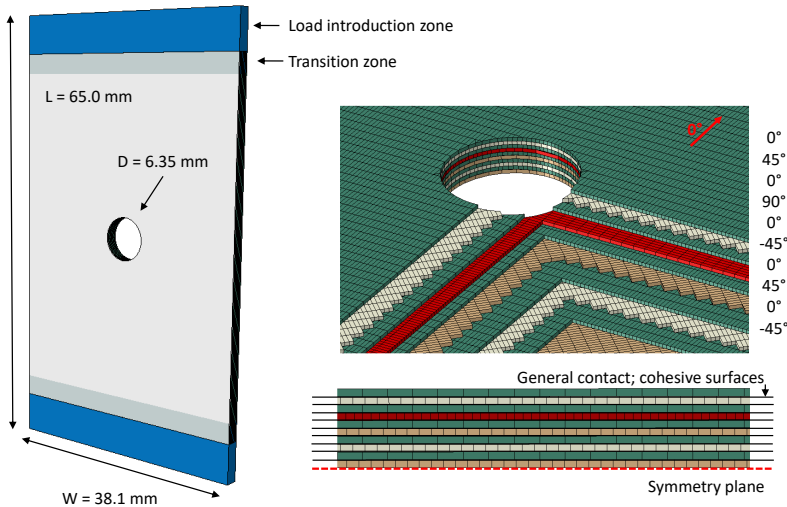 Load introduction zone
Transition zone
L = 65.0 mm
D = 6.35 mm
W = 38.1 mm
0°
0°
45°
0°
90°
0°
-45°
0°
45°
0°
-45°
General contact; cohesive surfaces
Symmetry plane